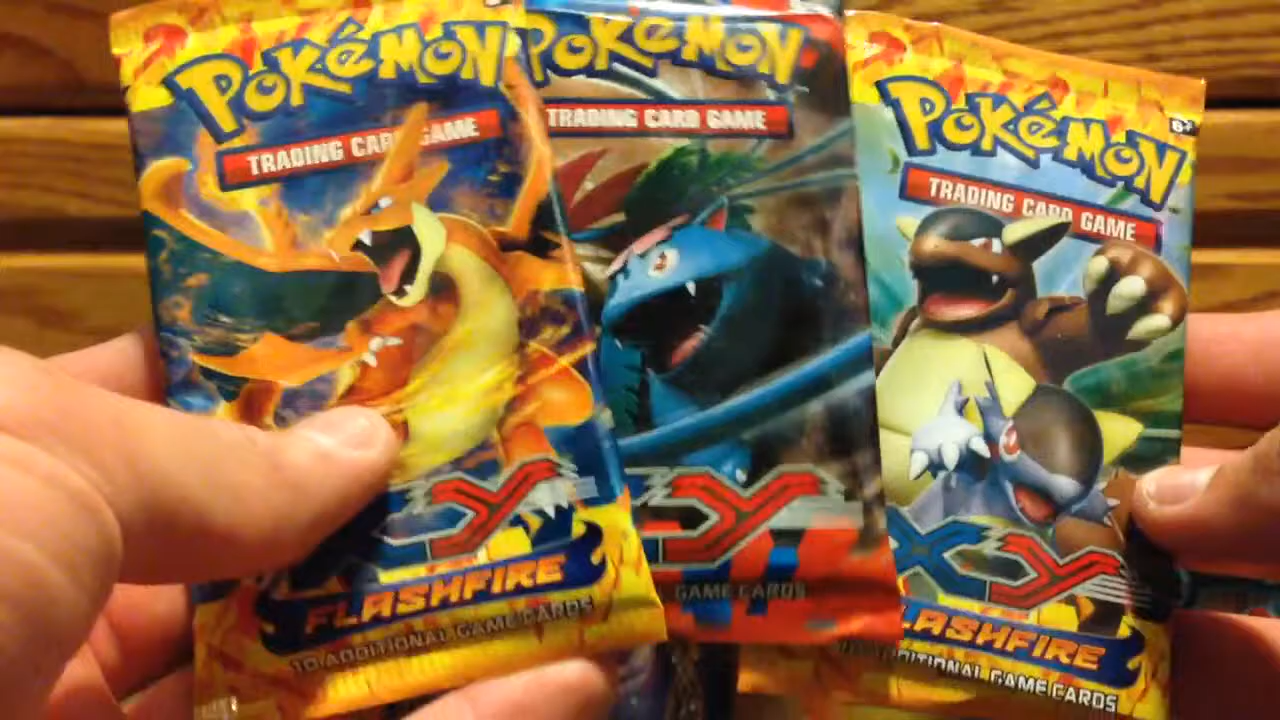 POKéMON
TRADING CARD GAME
XY
FLASHFIRE
10 ADDITIONAL GAME CARDS
POKéMON
TRADING CARD GAME
XY
GAME CARDS
6+
POKéMON
TRADING CARD GAME
XY
FLASHFIRE
ADDITIONAL GAME CARDS